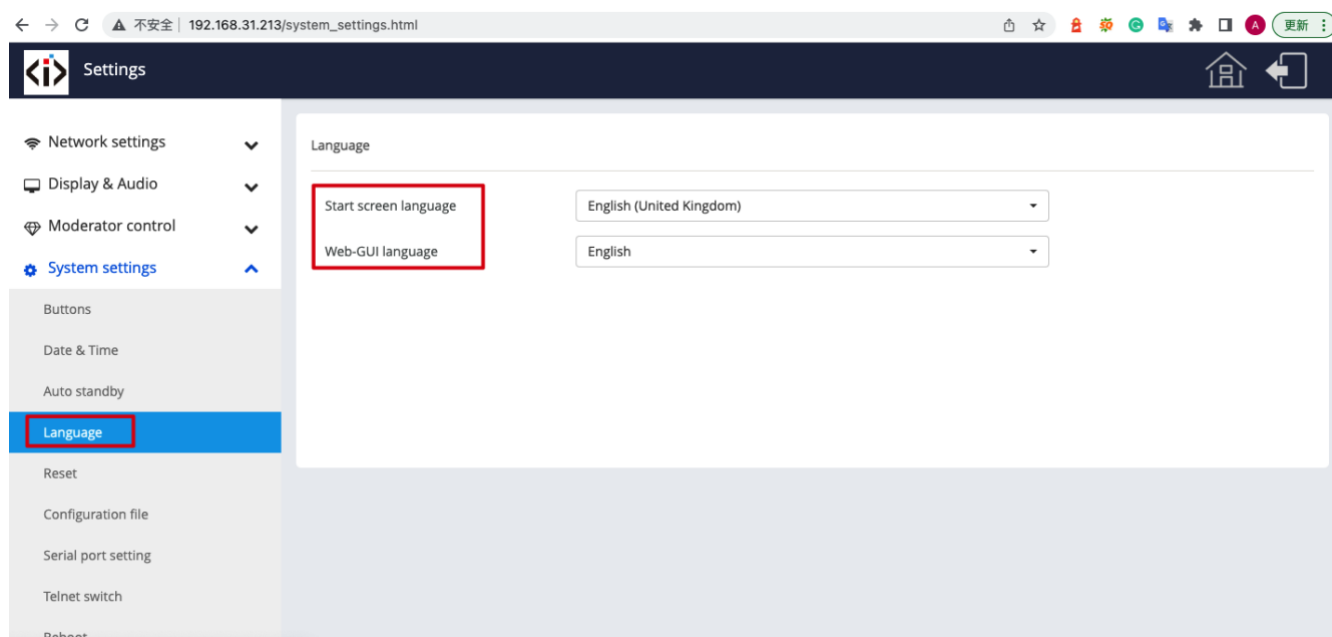 不安全 | 192.168.31.213/system_settings.html
A
更新
<i>
Settings
Network settings
Display & Audio
Moderator control
System settings
Buttons
Date & Time
Auto standby
Language
Reset
Configuration file
Serial port setting
Telnet switch
Reboot
Language
Start screen language
English (United Kingdom)
Web-GUI language
English